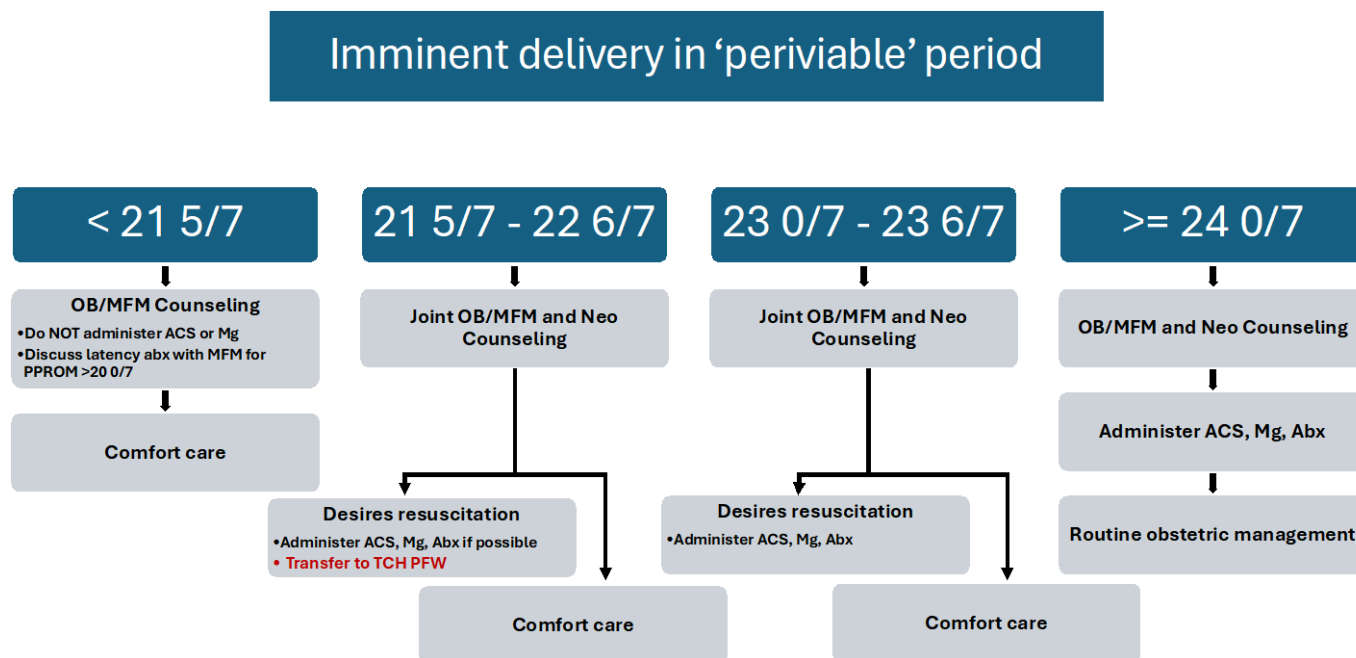 Imminent delivery in ‘periviable’ period
< 21 5/7
OB/MFM Counseling
•Do NOT administer ACS or Mg
•Discuss latency abx with MFM for
PPROM >20 0/7
Comfort care
21 5/7 - 22 6/7
Joint OB/MFM and Neo
Counseling
Desires resuscitation
•Administer ACS, Mg, Abx if possible
• Transfer to TCH PFW
Comfort care
23 0/7 - 23 6/7
Joint OB/MFM and Neo
Counseling
Desires resuscitation
•Administer ACS, Mg, Abx
Comfort care
>= 24 0/7
OB/MFM and Neo Counseling
Administer ACS, Mg, Abx
Routine obstetric management